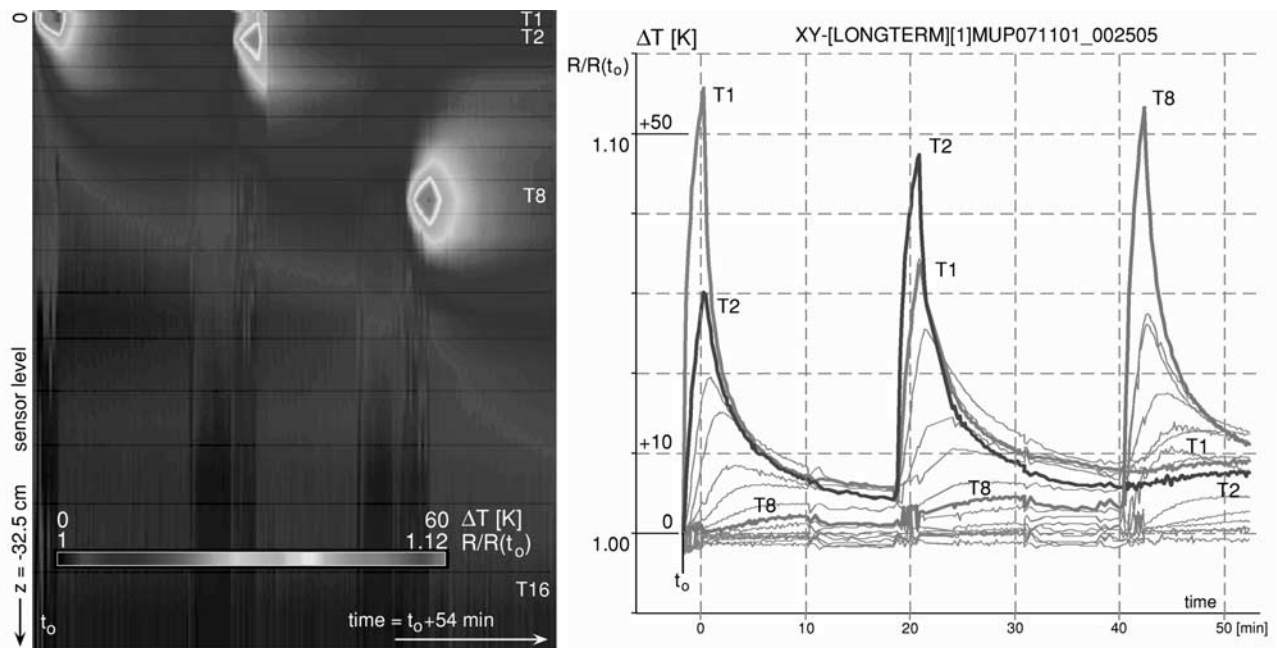 0
T1
T2
T8
sensor level
z = -32.5 cm
0 60 ΔT [K]
1 1.12 R/R(to)
T16
to
time = to+54 min
ΔT [K] XY-[LONGTERM][1]MUP071101_002505
R/R(to)
T1
T8
+50
1.10
T2
T1
T2
+10
T1
T8
T8
T2
0
1.00
to
time
0 10 20 30 40 50 [min]